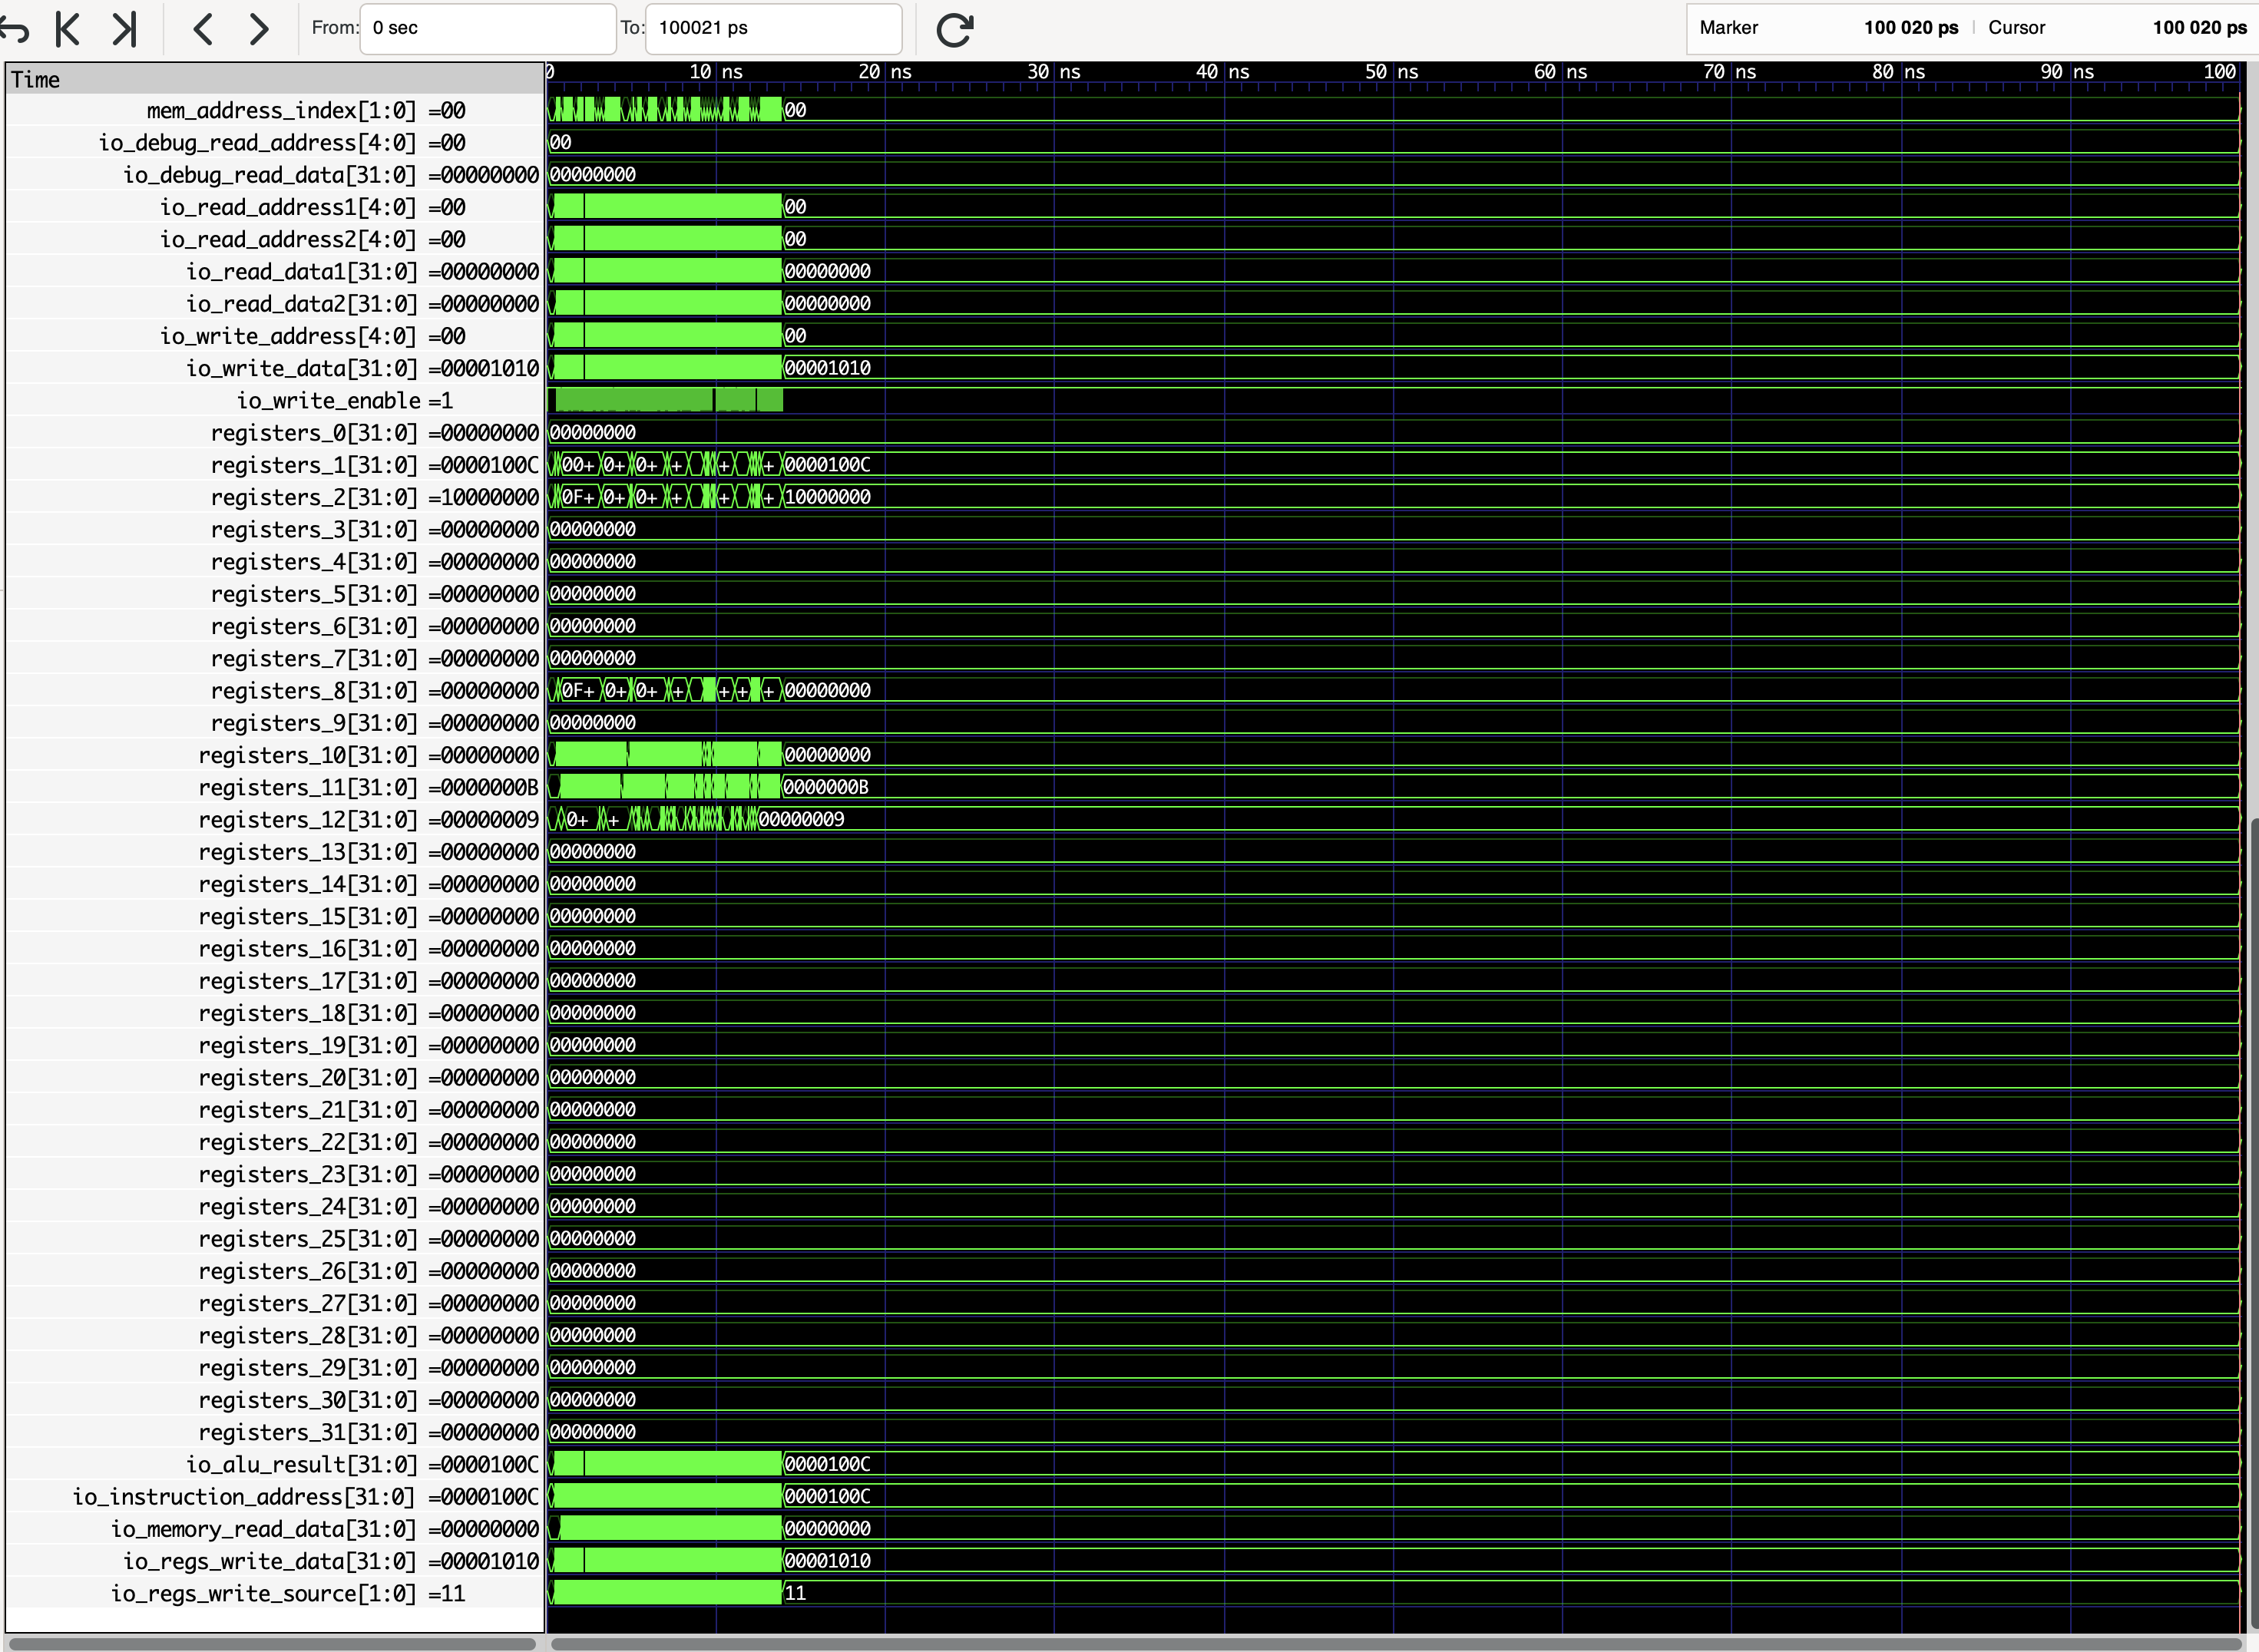 From: 0 sec To: 100021 ps Marker 100 020 ps | Cursor 100 020 ps
Time 0 10 ns 20 ns 30 ns 40 ns 50 ns 60 ns 70 ns 80 ns 90 ns 100
mem_address_index[1:0] =00 00
io_debug_read_address[4:0] =00 00
io_debug_read_data[31:0] =00000000 00000000
io_read_address1[4:0] =00 00
io_read_address2[4:0] =00 00
io_read_data1[31:0] =00000000 00000000
io_read_data2[31:0] =00000000 00000000
io_write_address[4:0] =00 00
io_write_data[31:0] =00001010 00001010
io_write_enable =1
registers_0[31:0] =00000000 00000000
registers_1[31:0] =0000100C 00+ 0+ 0+ + + + 0000100C
registers_2[31:0] =10000000 0F+ 0+ 0+ + + + 10000000
registers_3[31:0] =00000000 00000000
registers_4[31:0] =00000000 00000000
registers_5[31:0] =00000000 00000000
registers_6[31:0] =00000000 00000000
registers_7[31:0] =00000000 00000000
registers_8[31:0] =00000000 0F+ 0+ 0+ + + + + 00000000
registers_9[31:0] =00000000 00000000
registers_10[31:0] =00000000 00000000
registers_11[31:0] =0000000B 0000000B
registers_12[31:0] =00000009 0+ + 00000009
registers_13[31:0] =00000000 00000000
registers_14[31:0] =00000000 00000000
registers_15[31:0] =00000000 00000000
registers_16[31:0] =00000000 00000000
registers_17[31:0] =00000000 00000000
registers_18[31:0] =00000000 00000000
registers_19[31:0] =00000000 00000000
registers_20[31:0] =00000000 00000000
registers_21[31:0] =00000000 00000000
registers_22[31:0] =00000000 00000000
registers_23[31:0] =00000000 00000000
registers_24[31:0] =00000000 00000000
registers_25[31:0] =00000000 00000000
registers_26[31:0] =00000000 00000000
registers_27[31:0] =00000000 00000000
registers_28[31:0] =00000000 00000000
registers_29[31:0] =00000000 00000000
registers_30[31:0] =00000000 00000000
registers_31[31:0] =00000000 00000000
io_alu_result[31:0] =0000100C 0000100C
io_instruction_address[31:0] =0000100C 0000100C
io_memory_read_data[31:0] =00000000 00000000
io_regs_write_data[31:0] =00001010 00001010
io_regs_write_source[1:0] =11 11